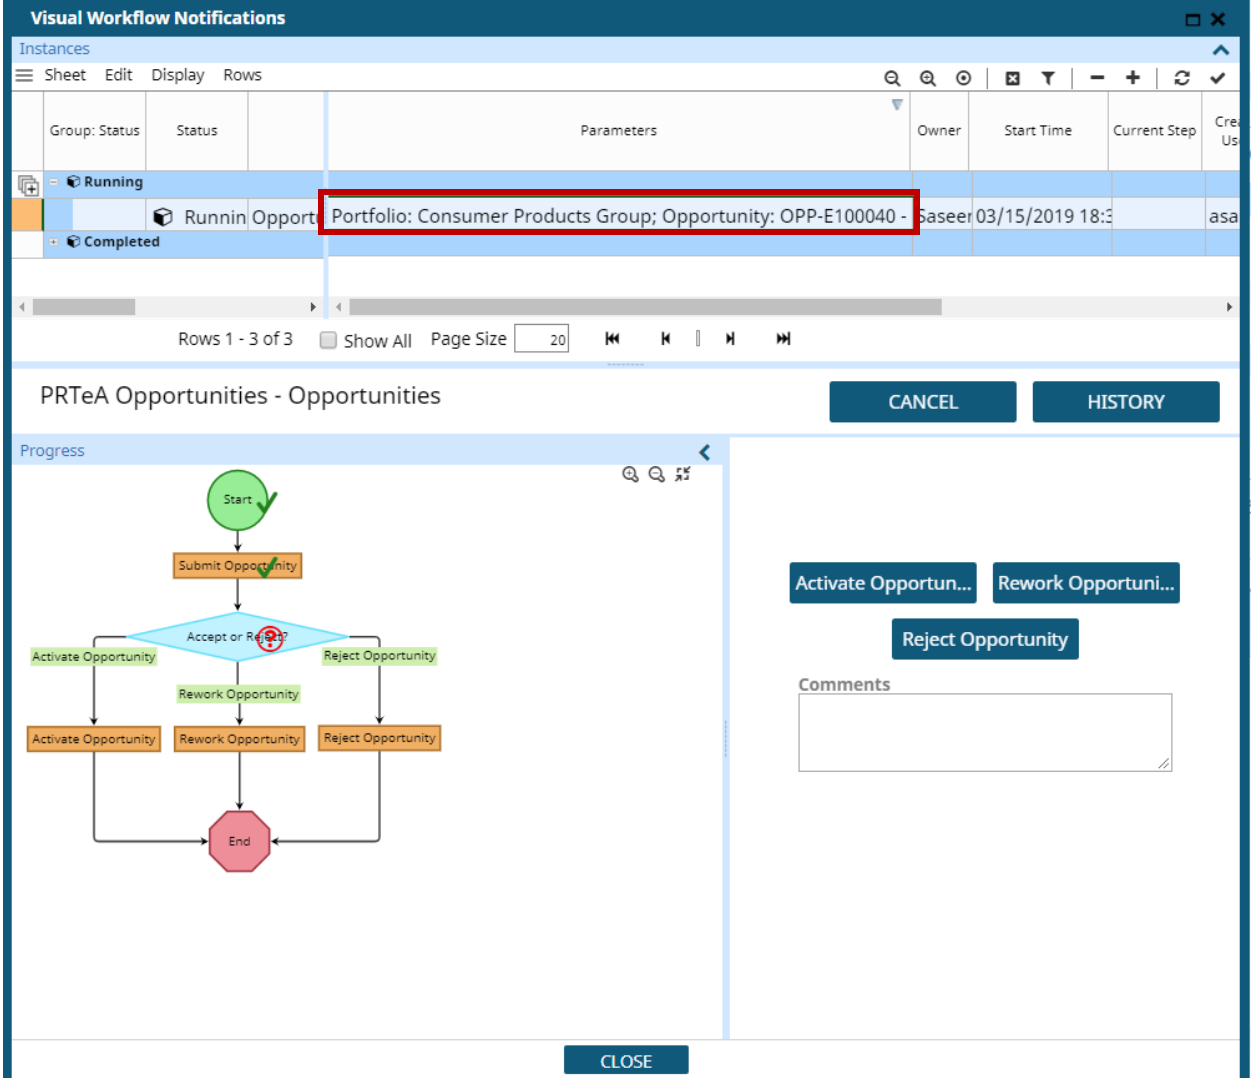 Visual Workflow Notifications
Instances
Sheet Edit Display Rows
Group: Status Status Parameters Owner Start Time Current Step Crea
Us
Running
Runnin Opportu Portfolio: Consumer Products Group; Opportunity: OPP-E100040 - Saseer 03/15/2019 18:3 asa
Completed
Rows 1 - 3 of 3 Show All Page Size 20
PRTeA Opportunities - Opportunities
CANCEL HISTORY
Progress
Start
Submit Opportunity
Accept or Reject?
Activate Opportunity Reject Opportunity
Rework Opportunity
Activate Opportunity Rework Opportunity Reject Opportunity
End
Activate Opportun... Rework Opportuni...
Reject Opportunity
Comments
CLOSE